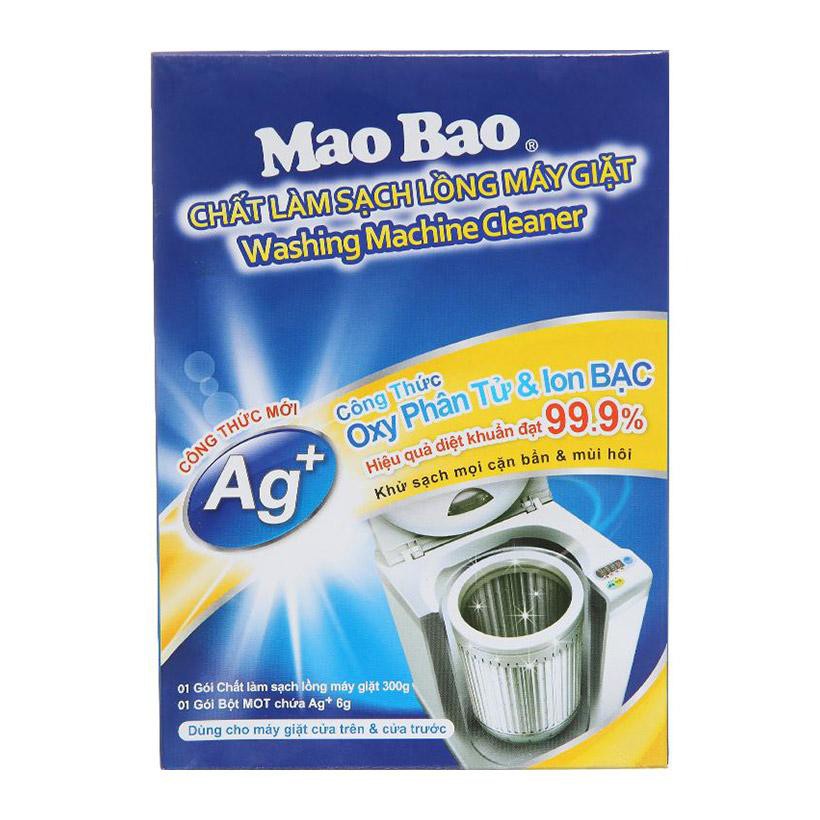 Mao Bao ®
CHẤT LÀM SẠCH LỒNG MÁY GIẶT
Washing Machine Cleaner
CÔNG THỨC MỚI
Ag+
Công Thức
Oxy Phân Tử & Ion BẠC
Hiệu quả diệt khuẩn đạt 99.9%
Khử sạch mọi cặn bẩn & mùi hôi
01 Gói Chất làm sạch lồng máy giặt 300g
01 Gói Bột MOT chứa Ag+ 6g
Dùng cho máy giặt cửa trên & cửa trước